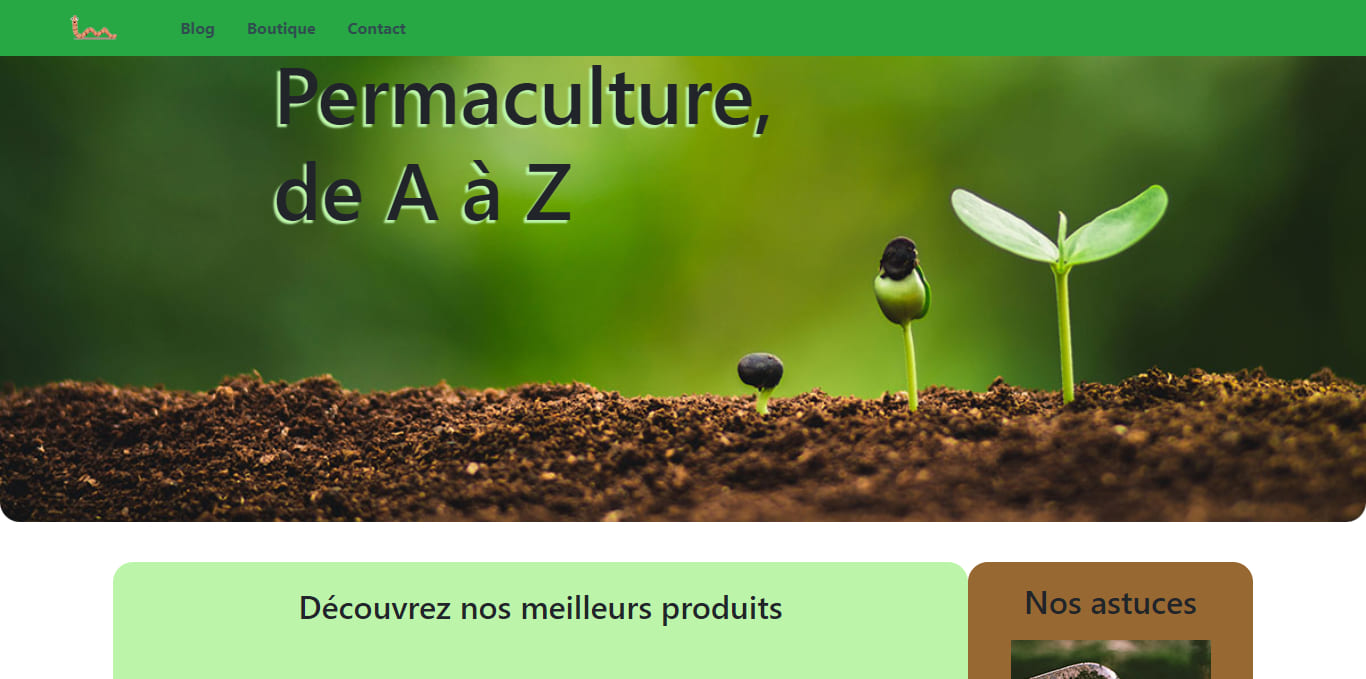 Blog Boutique Contact
Permaculture,
de A à Z
Découvrez nos meilleurs produits
Nos astuces